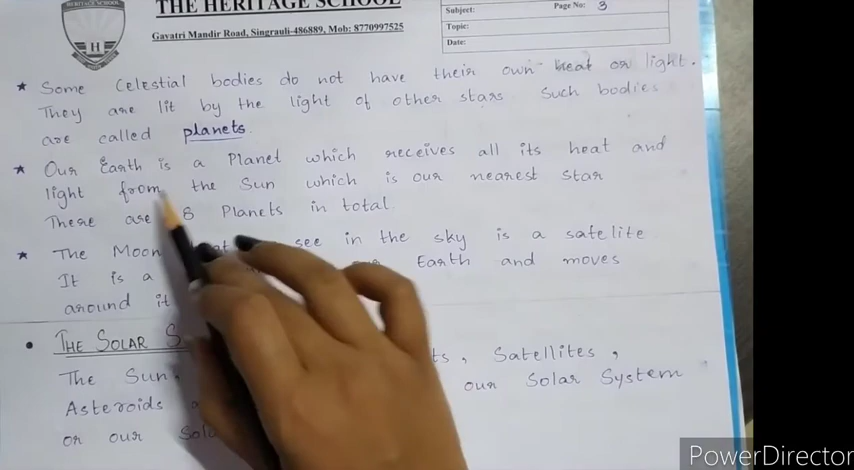 HERITAGE SCHOOL
H
THE HERITAGE SCHOOL
Gayatri Mandir Road, Singrauli-486889, Mob: 8770997525
Subject:
Page No: 3
Topic:
Date:
★ Some Celestial bodies do not have their own heat or light.
They are lit by the light of other stars Such bodies
are called planets.
★ Our Earth is a Planet which receives all its heat and
light from the Sun which is our nearest star
There are 8 Planets in total.
★ The Moon see in the sky is a satelite
It is a Earth and moves
around it
• THE SOLAR S
The Sun, ts, Satellites,
Asteroids our Solar System
or our Sola
PowerDirector